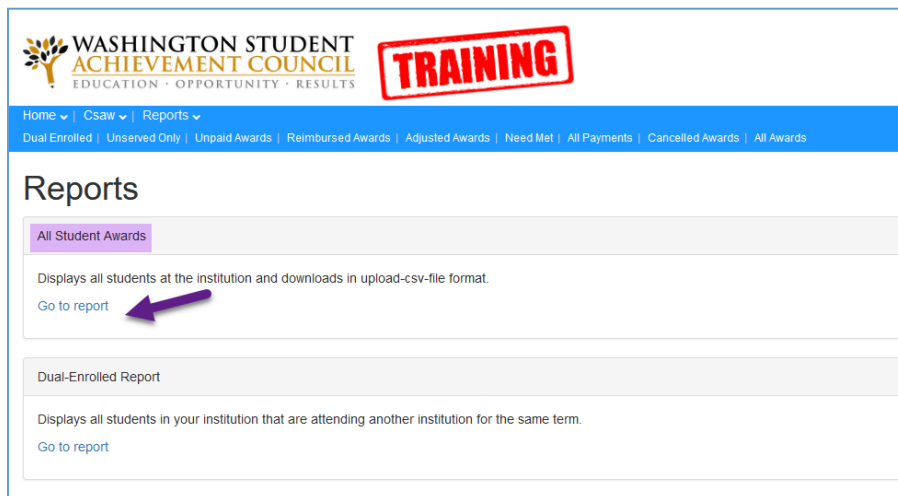 WASHINGTON STUDENT
ACHIEVEMENT COUNCIL
EDUCATION · OPPORTUNITY · RESULTS
TRAINING
Home | Csaw | Reports
Dual Enrolled | Unserved Only | Unpaid Awards | Reimbursed Awards | Adjusted Awards | Need Met | All Payments | Cancelled Awards | All Awards
Reports
All Student Awards
Displays all students at the institution and downloads in upload-csv-file format.
Go to report
Dual-Enrolled Report
Displays all students in your institution that are attending another institution for the same term.
Go to report